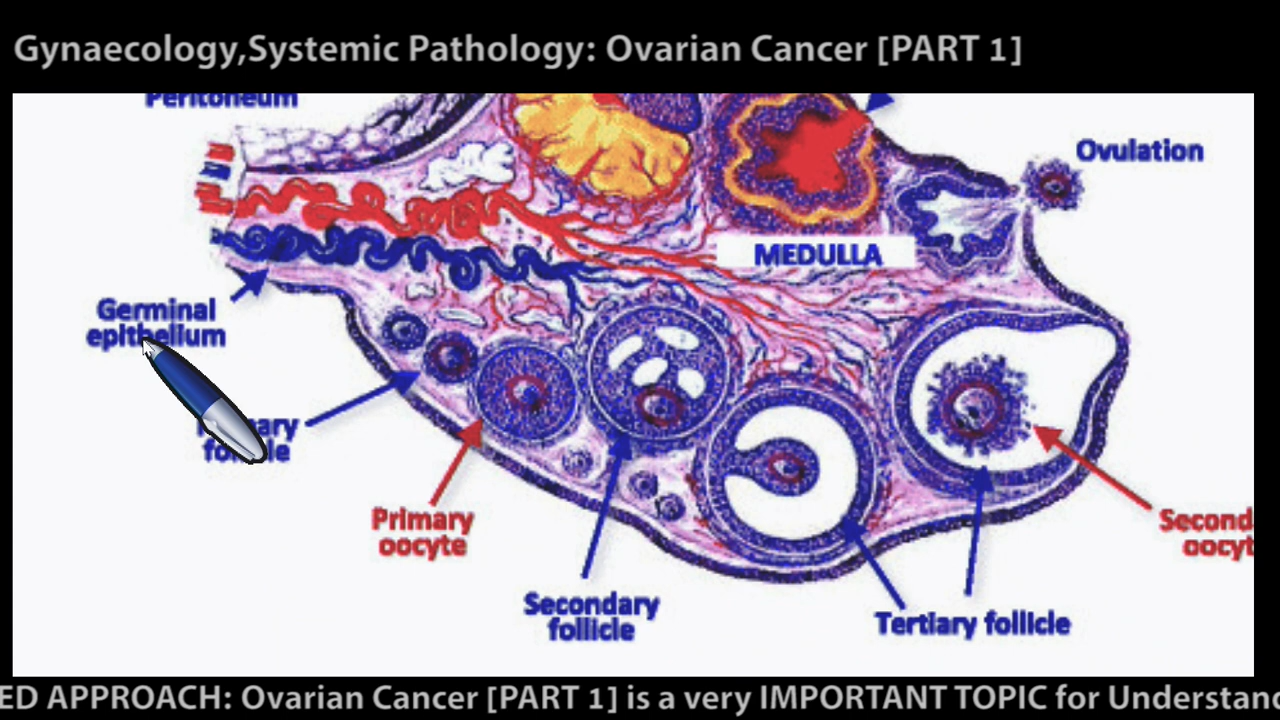 Gynaecology,Systemic Pathology: Ovarian Cancer [PART 1]
Peritoneum
Ovulation
MEDULLA
Germinal
epithelium
follicle
Primary
oocyte
Second
oocyt
Secondary
follicle
Tertiary follicle
ED APPROACH: Ovarian Cancer [PART 1] is a very IMPORTANT TOPIC for Understand